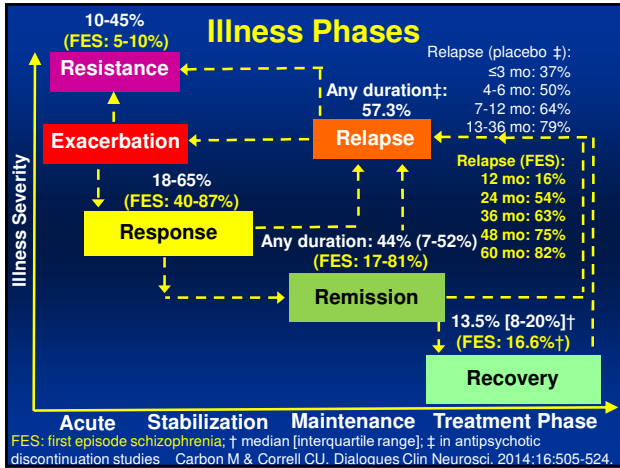 Illness Phases
10-45%
(FES: 5-10%)
Resistance
Relapse (placebo ‡):
≤3 mo: 37%
4-6 mo: 50%
7-12 mo: 64%
13-36 mo: 79%
Any duration‡:
57.3%
Exacerbation
Relapse
Relapse (FES):
12 mo: 16%
24 mo: 54%
36 mo: 63%
48 mo: 75%
60 mo: 82%
18-65%
(FES: 40-87%)
Response
Any duration: 44% (7-52%)
(FES: 17-81%)
Remission
13.5% [8-20%]†
(FES: 16.6%†)
Recovery
Illness Severity
Acute Stabilization Maintenance Treatment Phase
FES: first episode schizophrenia; † median [interquartile range]; ‡ in antipsychotic
discontinuation studies Carbon M & Correll CU. Dialogues Clin Neurosci. 2014:16:505-524.